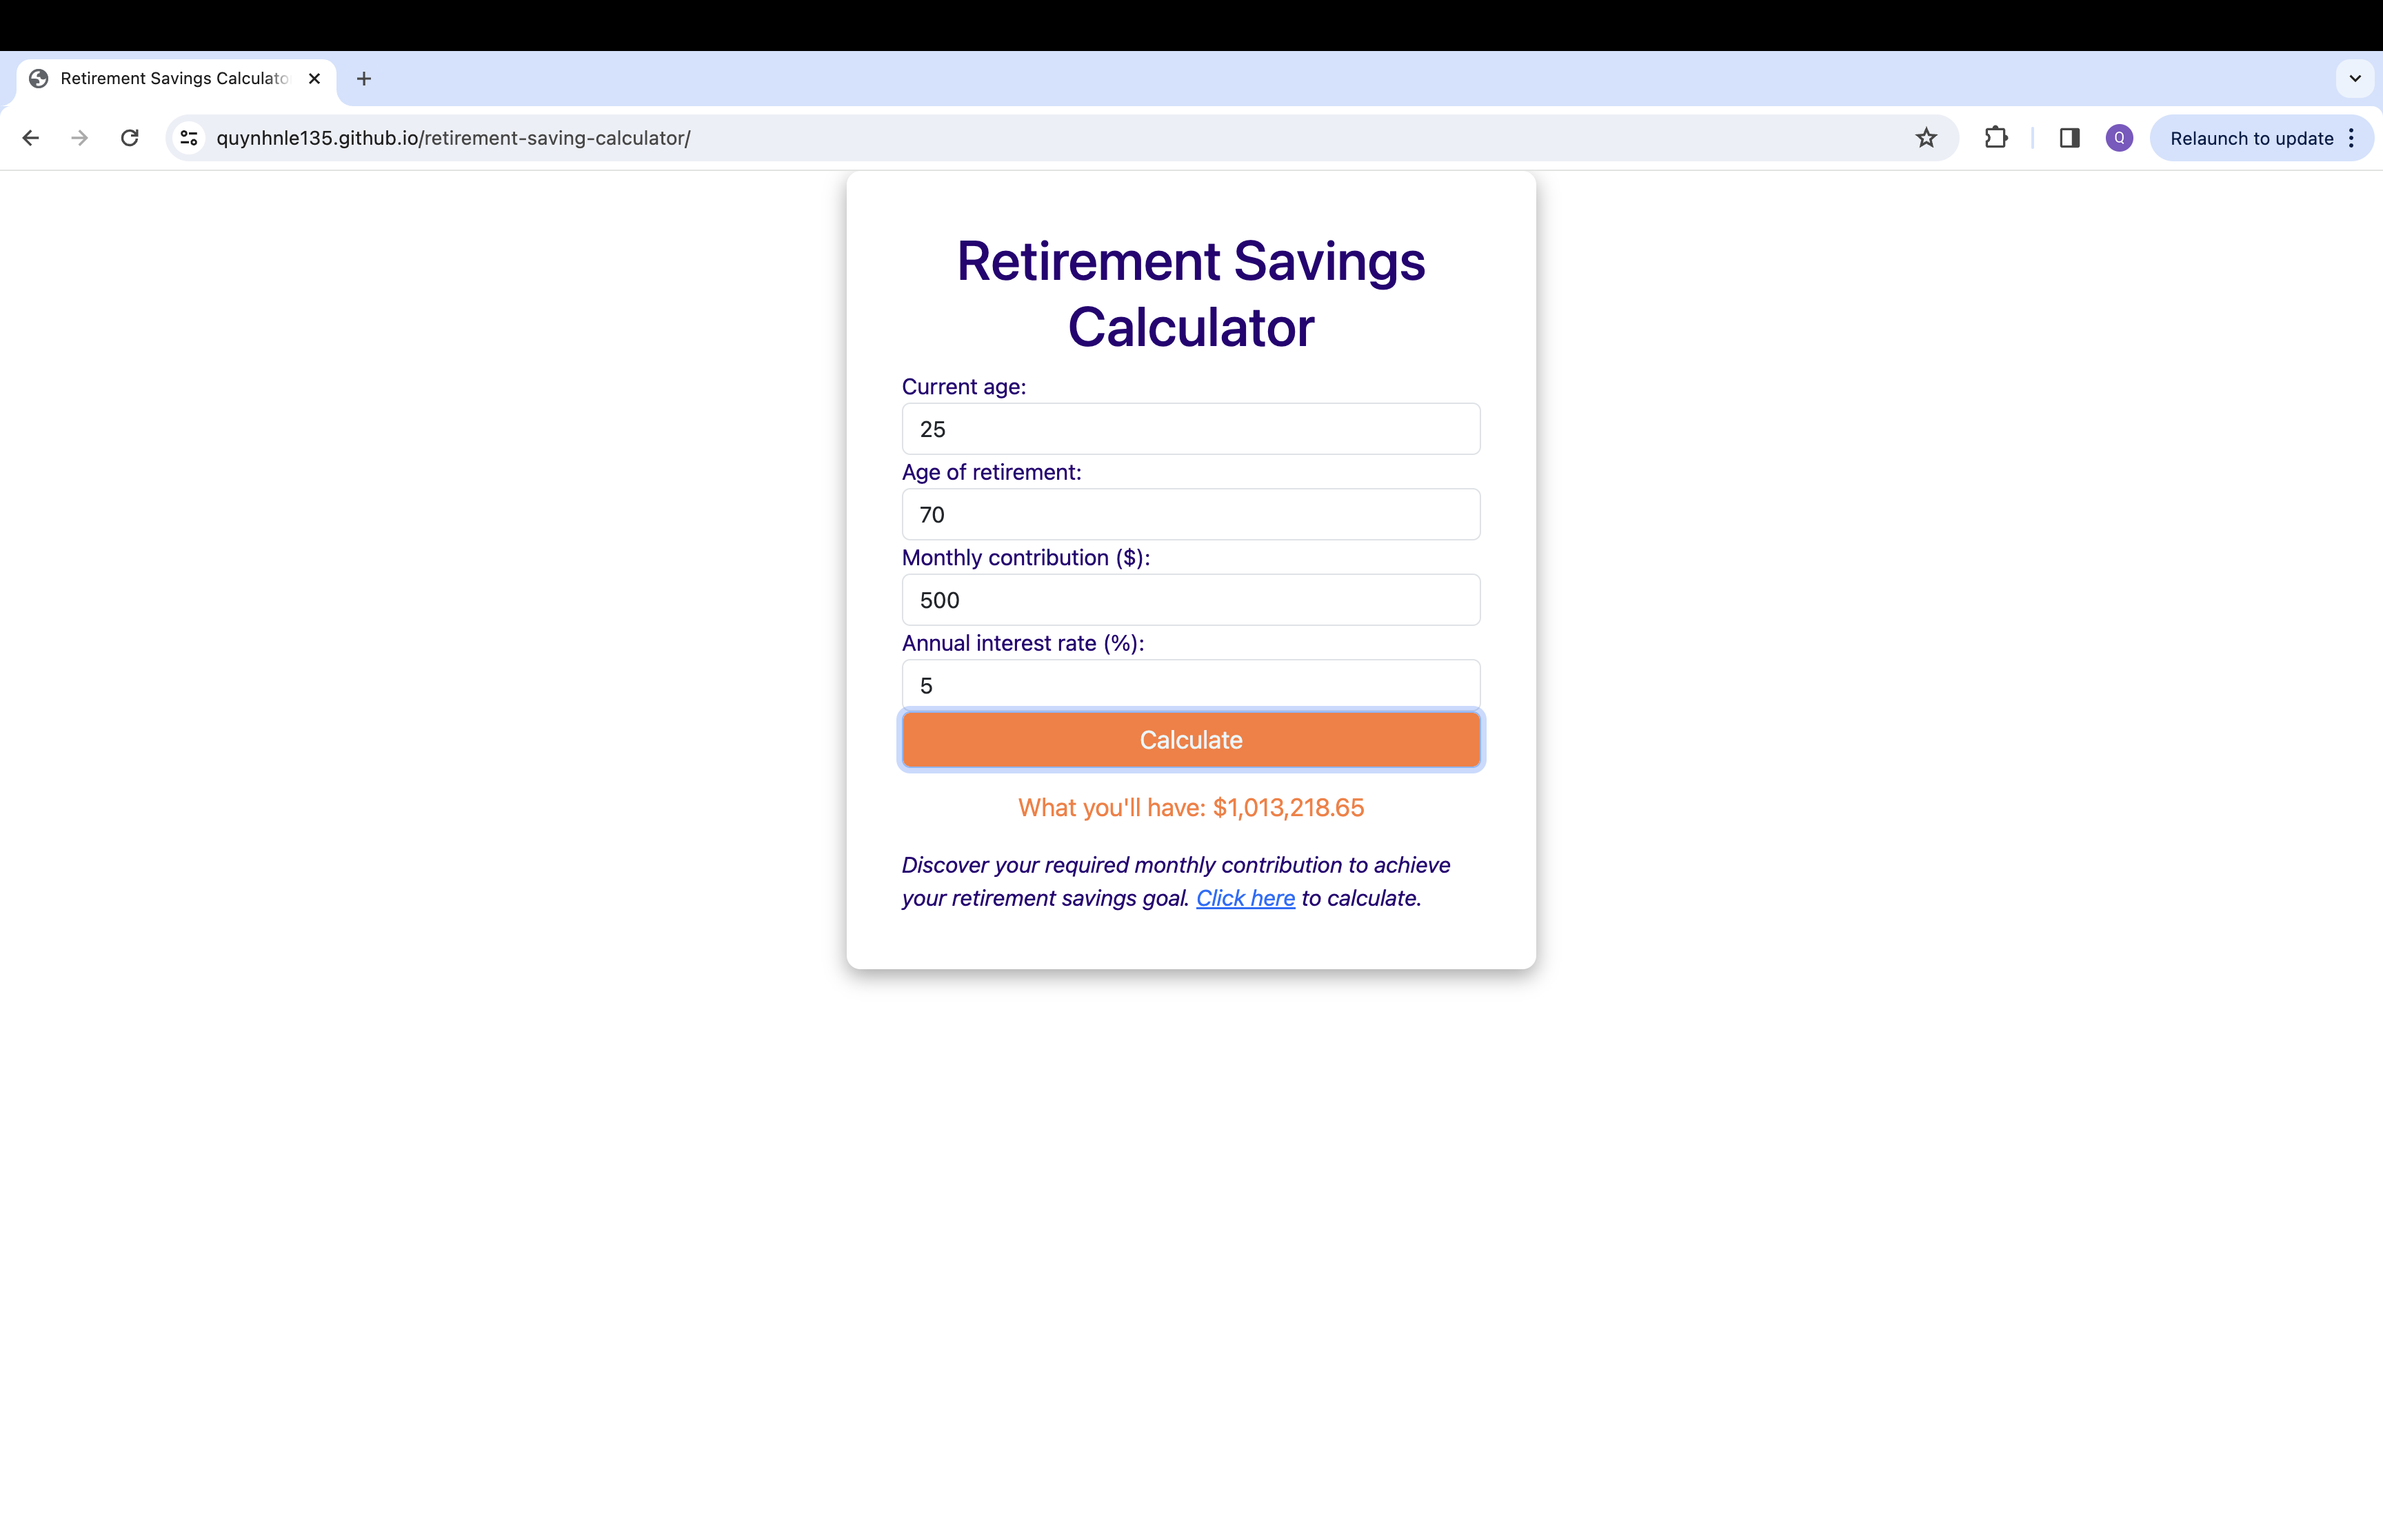 Retirement Savings Calculato
quynhnle135.github.io/retirement-saving-calculator/
Q
Relaunch to update
Retirement Savings
Calculator
Current age:
25
Age of retirement:
70
Monthly contribution ($):
500
Annual interest rate (%):
5
Calculate
What you'll have: $1,013,218.65
Discover your required monthly contribution to achieve
your retirement savings goal. Click here to calculate.